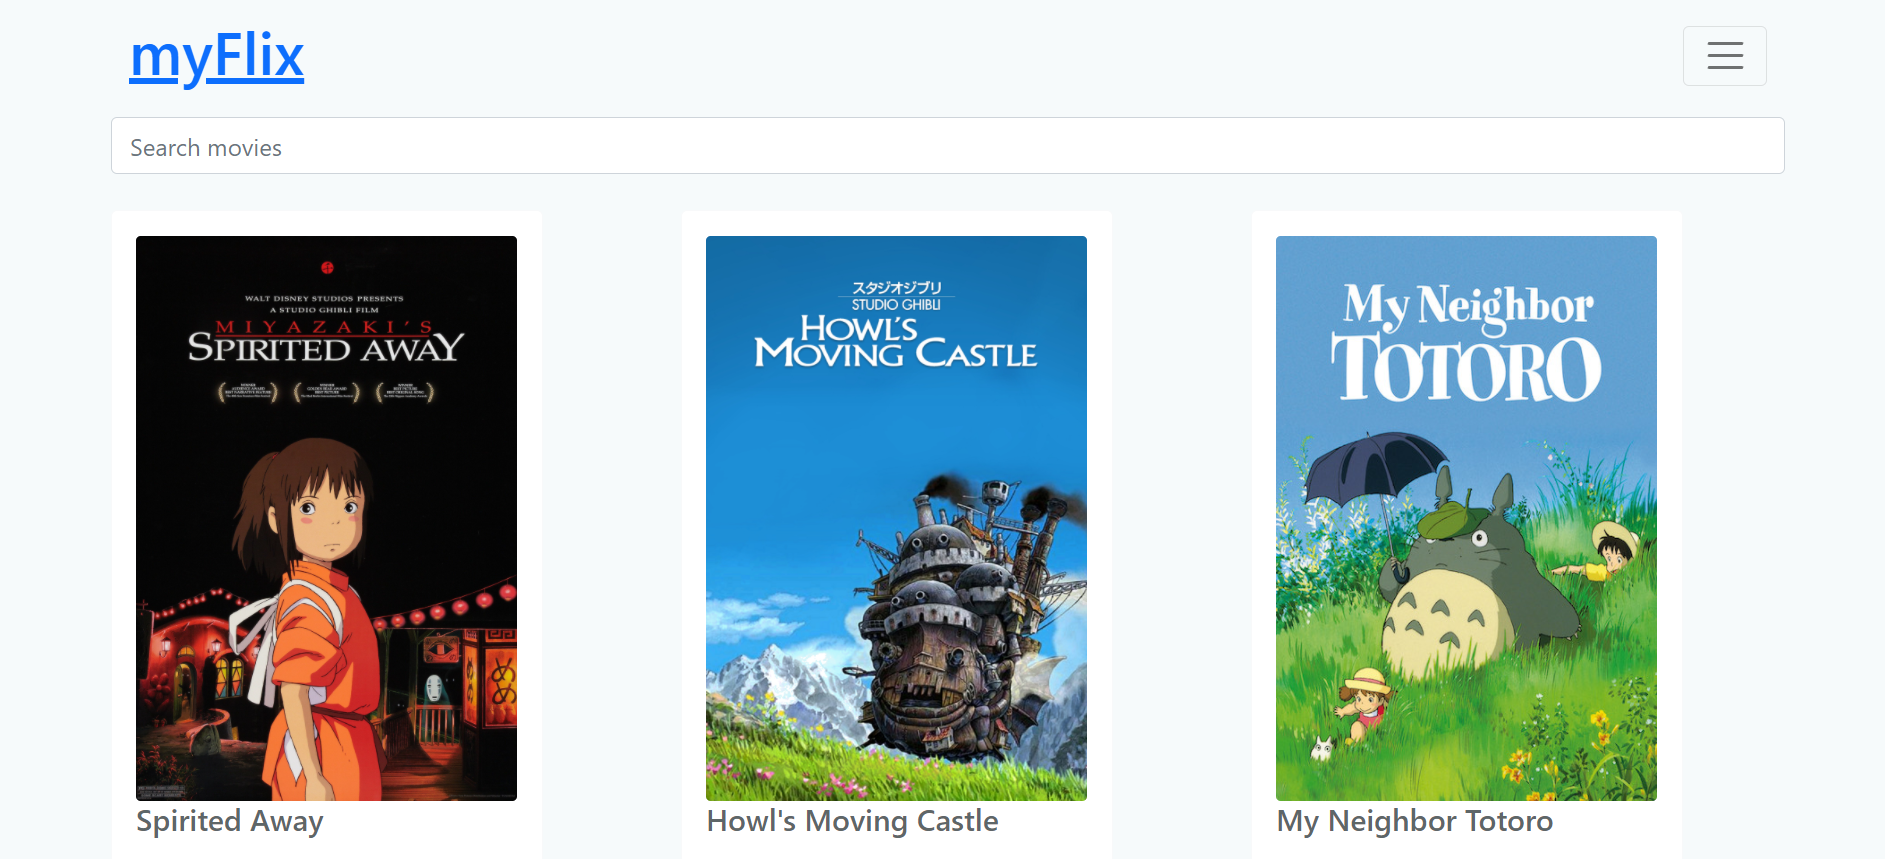 myFlix
Search movies
WALT DISNEY STUDIOS PRESENTS
A STUDIO GHIBLI FILM
MIYAZAKI'S
SPIRITED AWAY
スタジオジブリ
STUDIO GHIBLI
HOWL'S
MOVING CASTLE
My Neighbor
TOTORO
Spirited Away
Howl's Moving Castle
My Neighbor Totoro